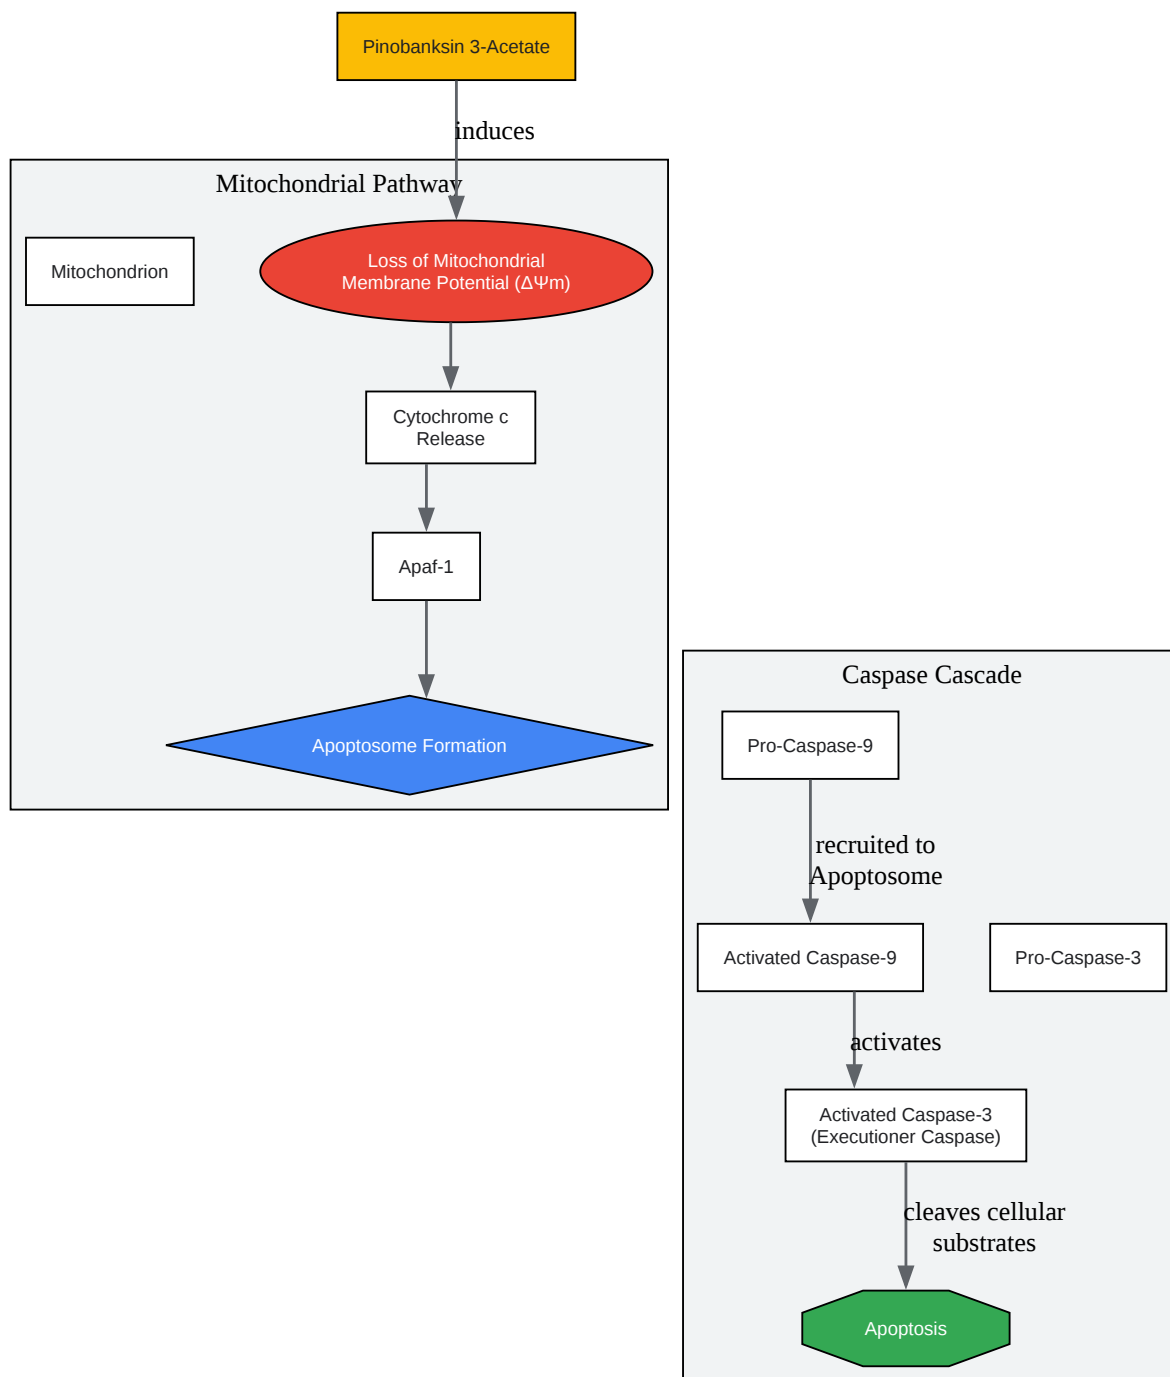 Pinobanksin 3-Acetate
induces
Mitochondrial Pathway
Mitochondrion
Loss of Mitochondrial
Membrane Potential (ΔΨm)
Cytochrome c
Release
Apaf-1
Apoptosome Formation
Caspase Cascade
Pro-Caspase-9
recruited to
Apoptosome
Activated Caspase-9
Pro-Caspase-3
activates
Activated Caspase-3
(Executioner Caspase)
cleaves cellular
substrates
Apoptosis